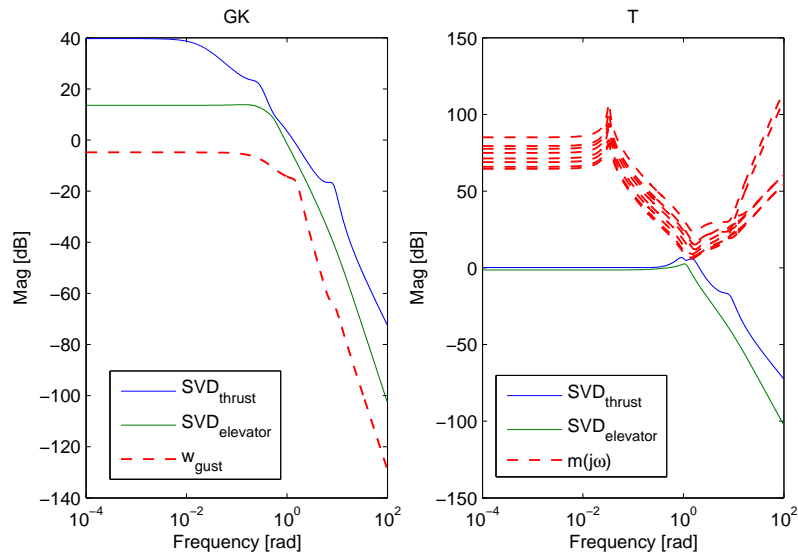 GK
40
20
0
−20
−40
−60
−80
−100
−120
−140
Mag [dB]
10^−4
10^−2
10^0
10^2
Frequency [rad]
SVD_thrust
SVD_elevator
w_gust
T
150
100
50
0
−50
−100
−150
Mag [dB]
10^−4
10^−2
10^0
10^2
Frequency [rad]
SVD_thrust
SVD_elevator
m(jω)